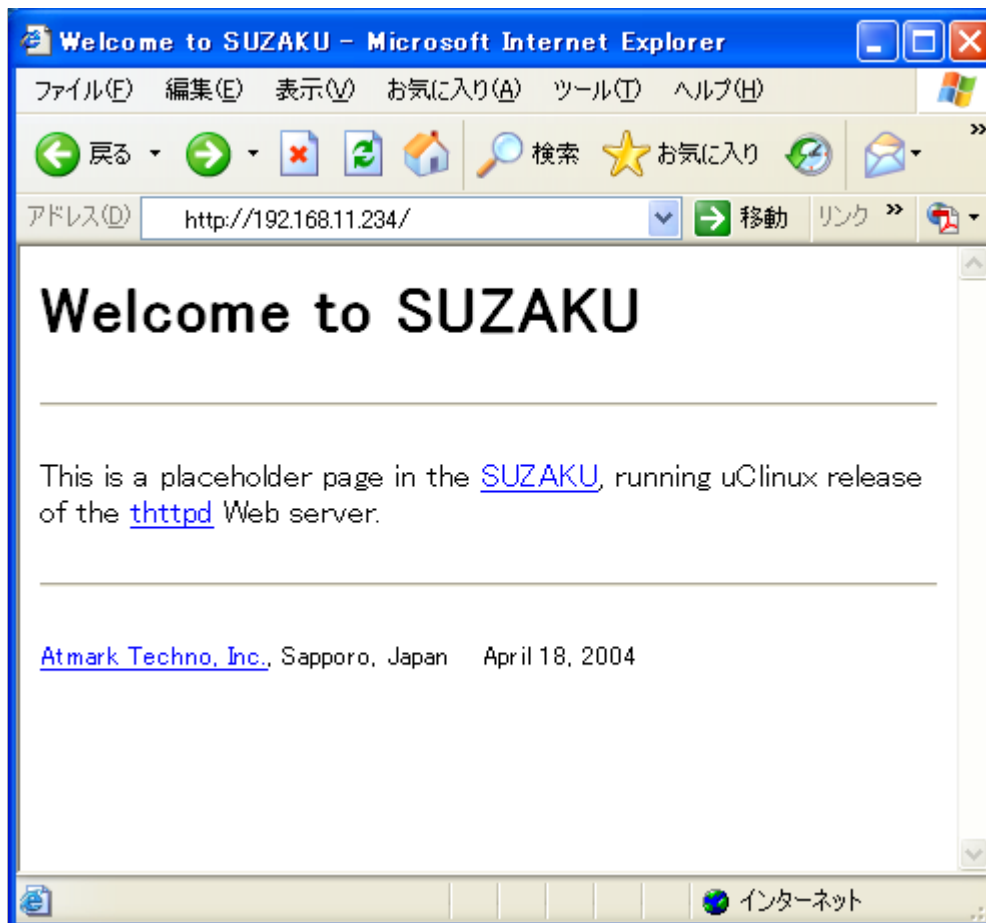 Welcome to SUZAKU - Microsoft Internet Explorer
ファイル(F) 編集(E) 表示(V) お気に入り(A) ツール(T) ヘルプ(H)
戻る 検索 お気に入り »
アドレス(D) http://192.168.11.234/ 移動 リンク »
Welcome to SUZAKU
This is a placeholder page in the SUZAKU, running uClinux release
of the thttpd Web server.
Atmark Techno, Inc., Sapporo, Japan April 18, 2004
インターネット